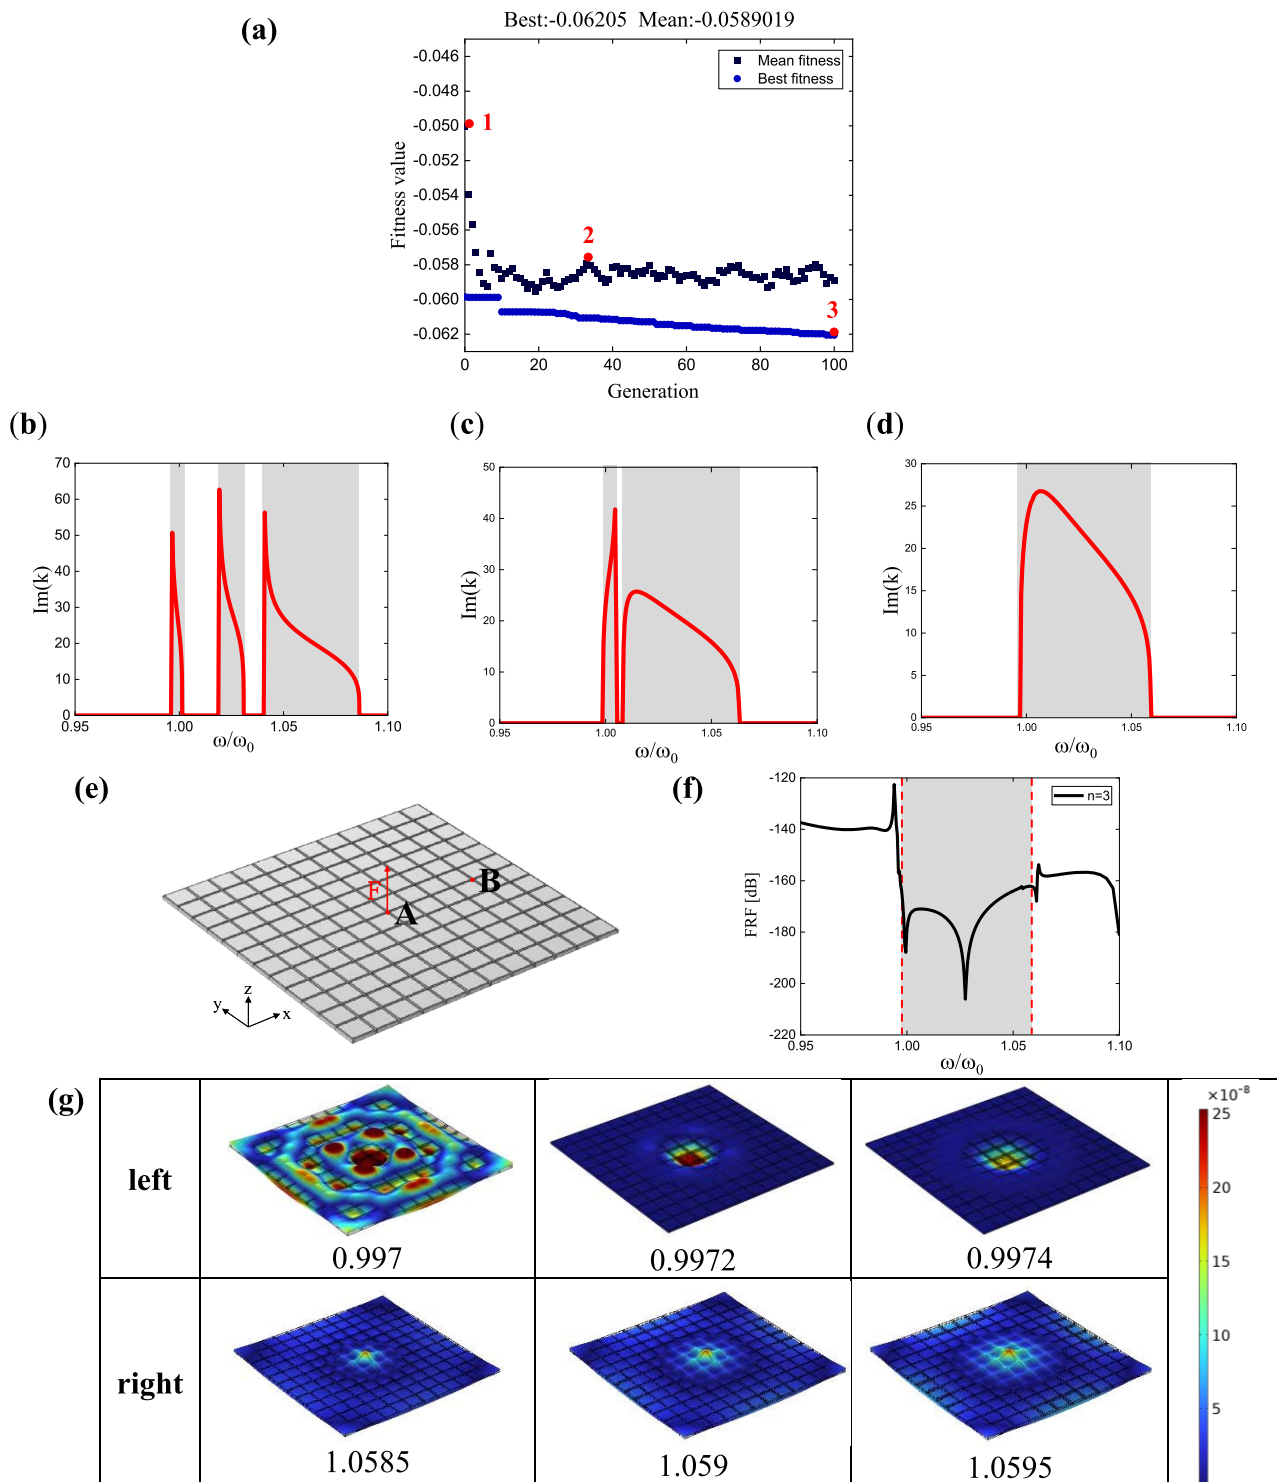 (a)
Best:-0.06205 Mean:-0.0589019
Mean fitness
Best fitness
-0.046
-0.048
-0.050
-0.052
-0.054
-0.056
-0.058
-0.060
-0.062
Fitness value
1
2
3
0 20 40 60 80 100
Generation
(b)
70
60
50
40
30
20
10
0
Im(k)
0.95 1.00 1.05 1.10
ω/ω0
(c)
50
40
30
20
10
0
Im(k)
0.95 1.00 1.05 1.10
ω/ω0
(d)
30
25
20
15
10
5
0
Im(k)
0.95 1.00 1.05 1.10
ω/ω0
(e)
F
A
B
z
y
x
(f)
-120
-140
-160
-180
-200
-220
FRF [dB]
n=3
0.95 1.00 1.05 1.10
ω/ω0
(g)
left
0.997 0.9972 0.9974
right
1.0585 1.059 1.0595
×10⁻⁸
25
20
15
10
5